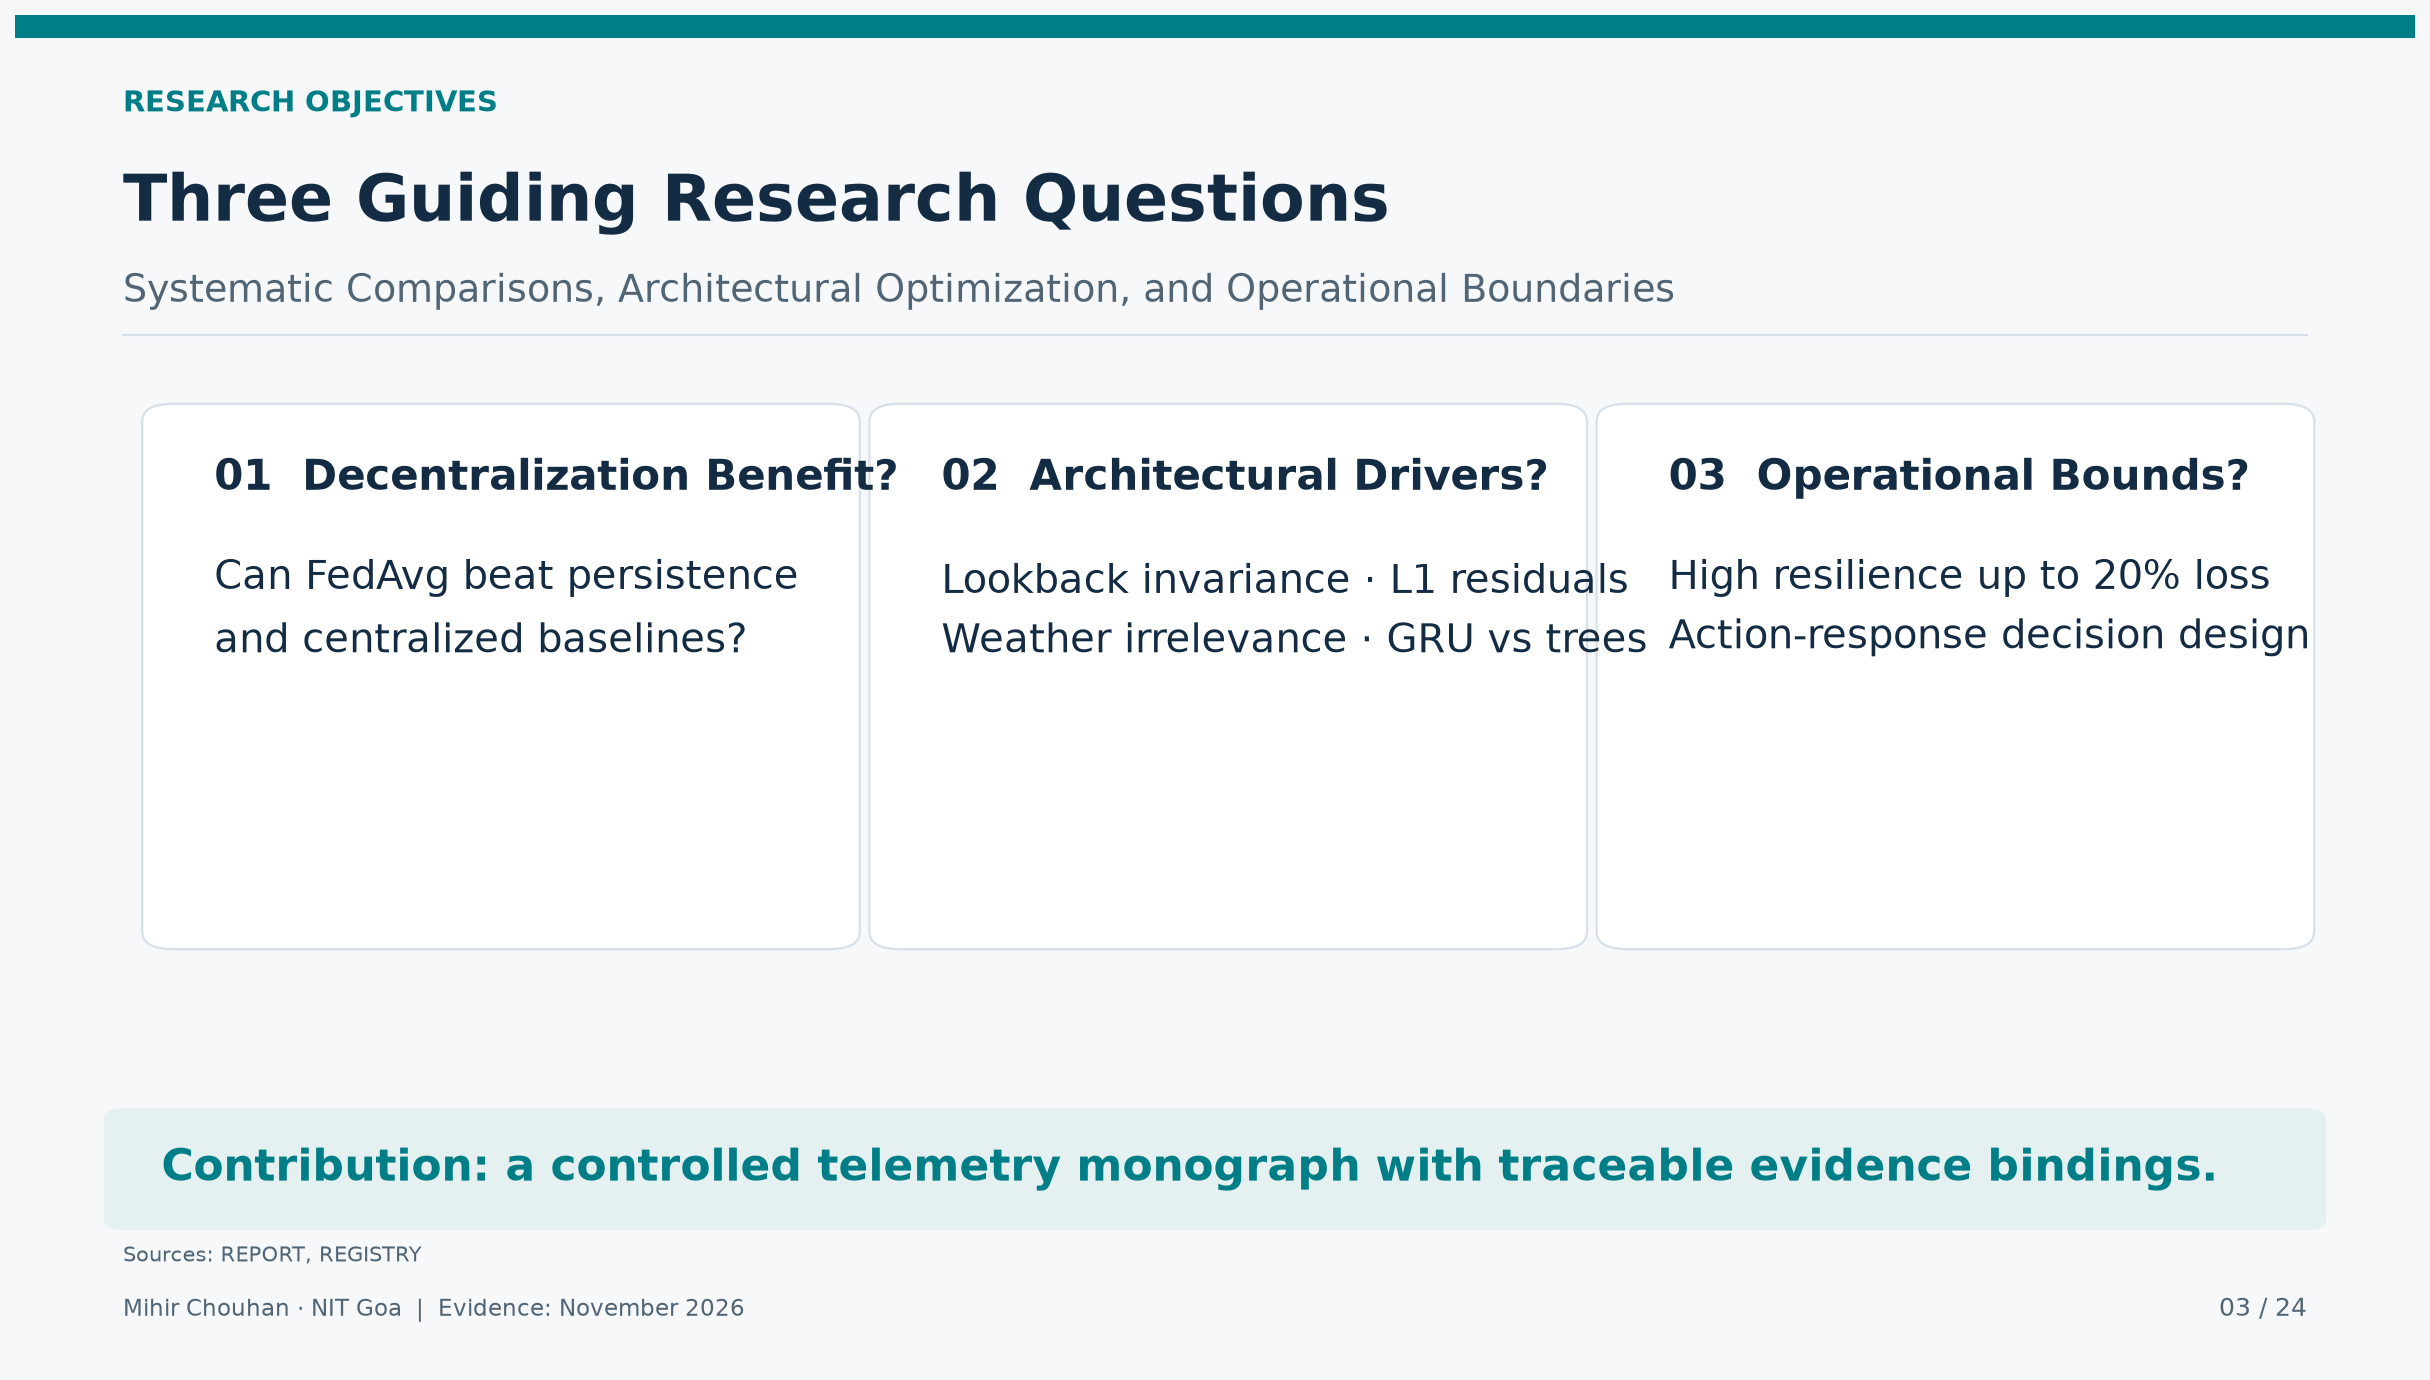 RESEARCH OBJECTIVES
Three Guiding Research Questions
Systematic Comparisons, Architectural Optimization, and Operational Boundaries
01 Decentralization Benefit?
Can FedAvg beat persistence
and centralized baselines?
02 Architectural Drivers?
Lookback invariance · L1 residuals
Weather irrelevance · GRU vs trees
03 Operational Bounds?
High resilience up to 20% loss
Action-response decision design
Contribution: a controlled telemetry monograph with traceable evidence bindings.
Sources: REPORT, REGISTRY
Mihir Chouhan · NIT Goa | Evidence: November 2026
03 / 24